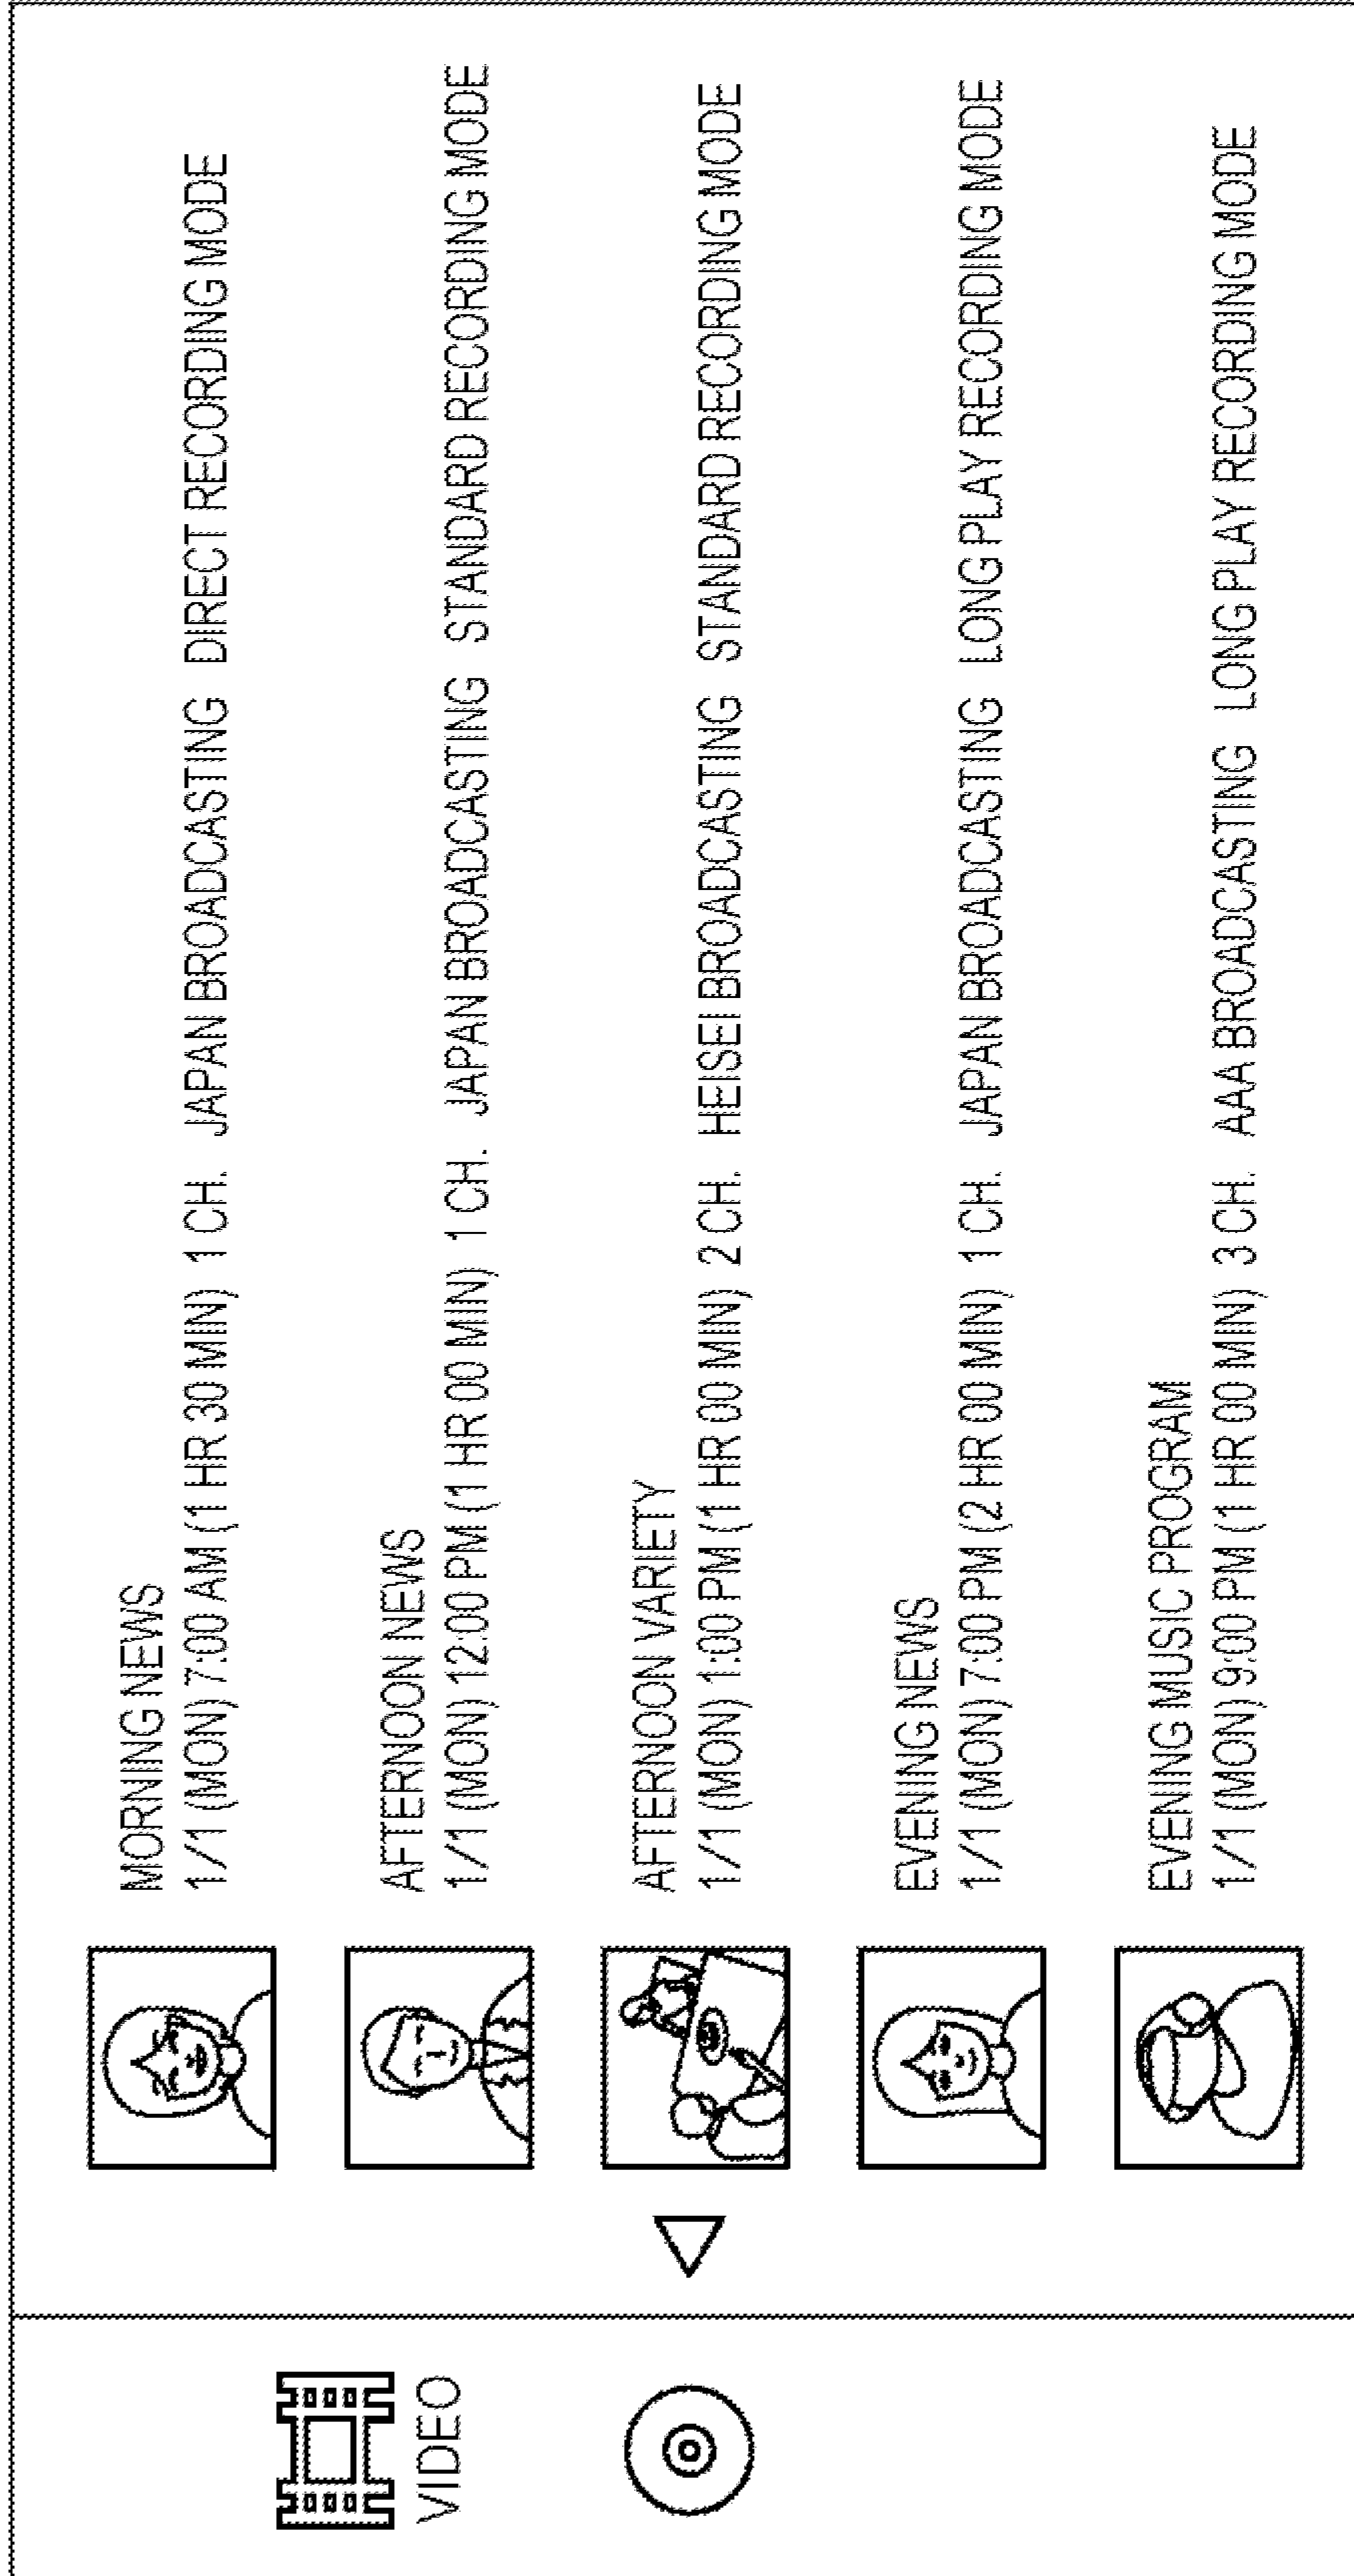 VIDEO
MORNING NEWS
1/1 (MON) 7:00 AM (1 HR 30 MIN) 1 CH. JAPAN BROADCASTING DIRECT RECORDING MODE
AFTERNOON NEWS
1/1 (MON) 12:00 PM (1 HR 00 MIN) 1 CH. JAPAN BROADCASTING STANDARD RECORDING MODE
AFTERNOON VARIETY
1/1 (MON) 1:00 PM (1 HR 00 MIN) 2 CH. HEISEI BROADCASTING STANDARD RECORDING MODE
EVENING NEWS
1/1 (MON) 7:00 PM (2 HR 00 MIN) 1 CH. JAPAN BROADCASTING LONG PLAY RECORDING MODE
EVENING MUSIC PROGRAM
1/1 (MON) 9:00 PM (1 HR 00 MIN) 3 CH. AAA BROADCASTING LONG PLAY RECORDING MODE